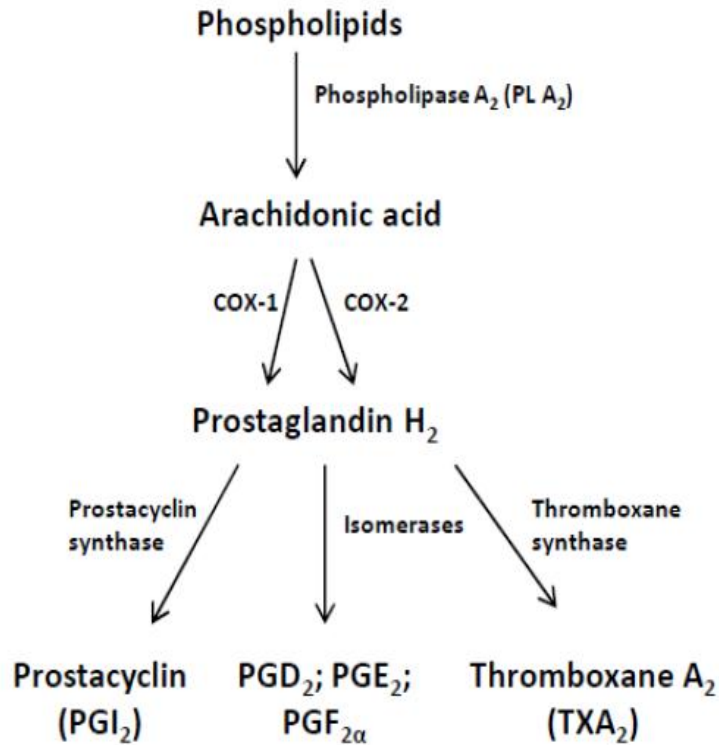 Phospholipids
Phospholipase A₂ (PL A₂)
Arachidonic acid
COX-1
COX-2
Prostaglandin H₂
Prostacyclin
synthase
Isomerases
Thromboxane
synthase
Prostacyclin
(PGI₂)
PGD₂; PGE₂;
PGF₂α
Thromboxane A₂
(TXA₂)